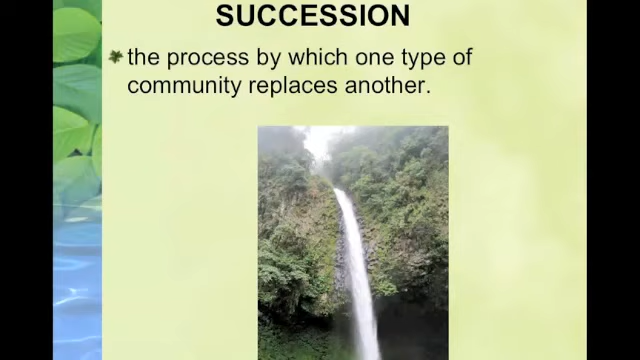 SUCCESSION
the process by which one type of
community replaces another.